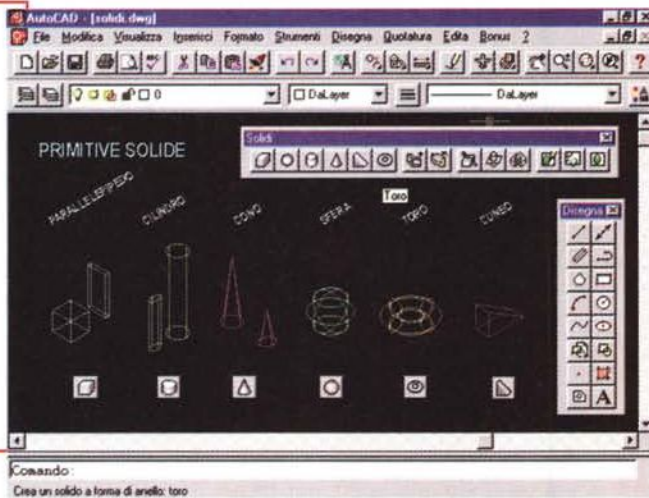 AutoCAD - [solidi.dwg]
File Modifica Visualizza Inserisci Formato Strumenti Disegna Quotatura Edita Bonus ?
0 DaLayer DaLayer
Solidi
PRIMITIVE SOLIDE
Toro
PARALLELEPIPEDO CILINDRO CONO SFERA TORO CUNEO
Disegna
A
Comando:
Crea un solido a forma di anello: toro